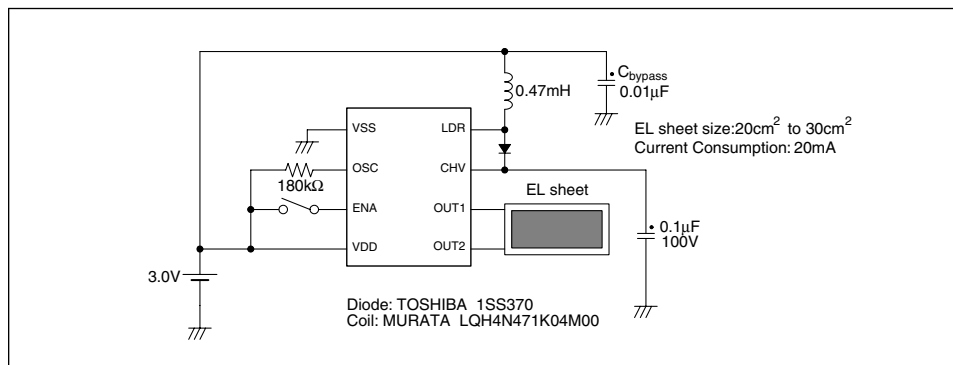 C bypass
0.01µF
0.47mH
EL sheet size:20cm² to 30cm²
Current Consumption: 20mA
VSS
LDR
OSC
CHV
180kΩ
EL sheet
ENA
OUT1
0.1µF
100V
VDD
OUT2
3.0V
Diode: TOSHIBA 1SS370
Coil: MURATA LQH4N471K04M00